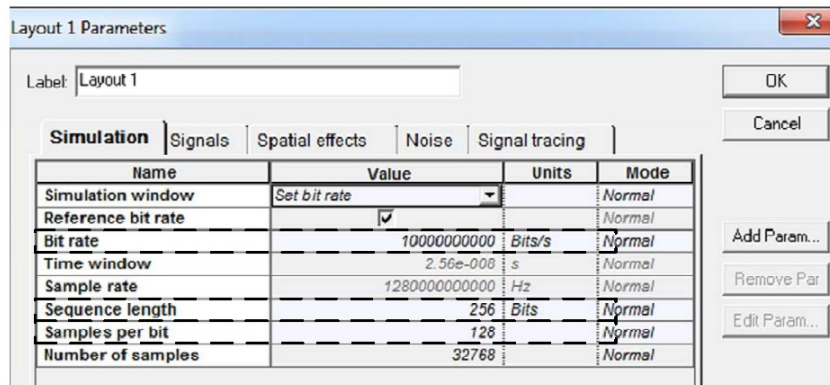 Layout 1 Parameters
Label: Layout 1
OK
Cancel
Simulation Signals Spatial effects Noise Signal tracing
Name Value Units Mode
Simulation window Set bit rate Normal
Reference bit rate Normal
Bit rate 10000000000 Bits/s Normal
Add Param...
Time window 2.56e-008 s Normal
Sample rate 1280000000000 Hz Normal
Remove Par
Sequence length 256 Bits Normal
Edit Param...
Samples per bit 128 Normal
Number of samples 32768 Normal